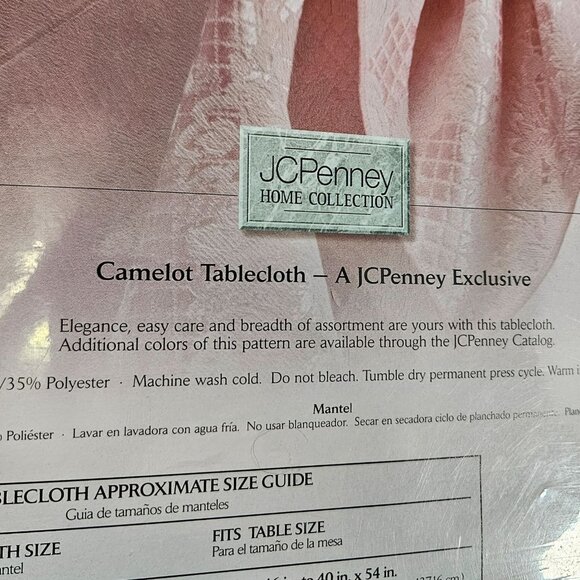 JCPenney
HOME COLLECTION
Camelot Tablecloth – A JCPenney Exclusive
Elegance, easy care and breadth of assortment are yours with this tablecloth.
Additional colors of this pattern are available through the JCPenney Catalog.
/35% Polyester · Machine wash cold. Do not bleach. Tumble dry permanent press cycle. Warm
Mantel
Poliéster · Lavar en lavadora con agua fría. No usar blanqueador. Secar en secadora ciclo de planchado permanente.
BLECLOTH APPROXIMATE SIZE GUIDE
Guia de tamaños de manteles
TH SIZE
FITS TABLE SIZE
antel
Para el tamaño de la mesa
to 40 in. x 54 in.